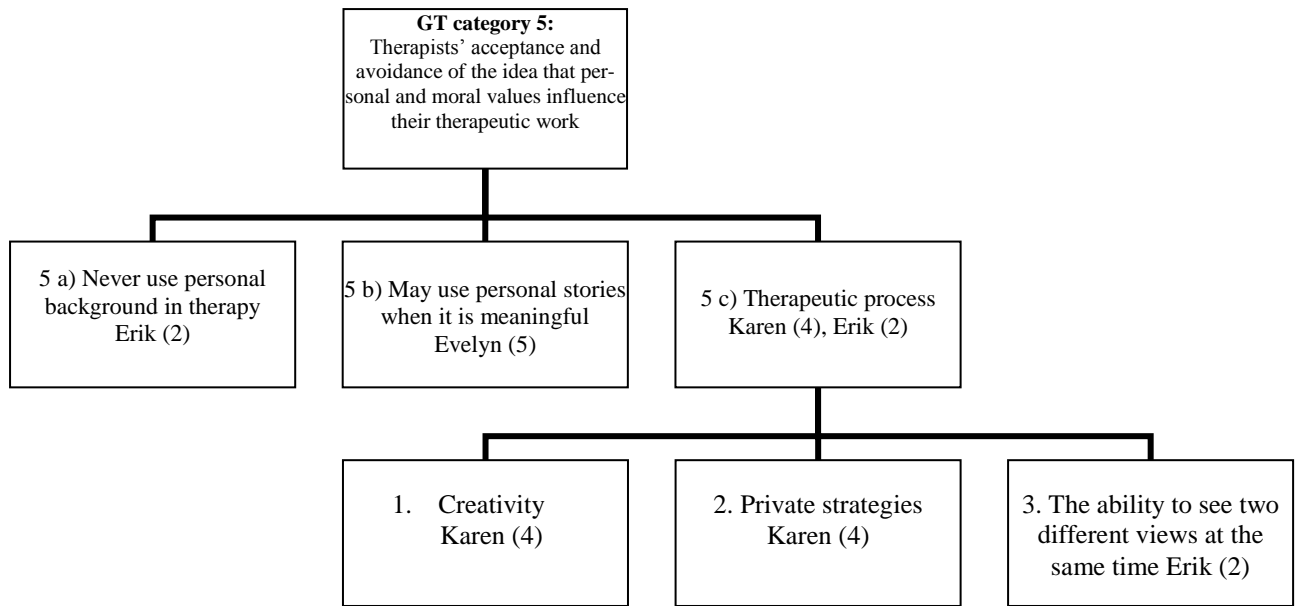 GT category 5:
Therapists’ acceptance and
avoidance of the idea that per-
sonal and moral values influence
their therapeutic work
5 a) Never use personal
background in therapy
Erik (2)
5 b) May use personal stories
when it is meaningful
Evelyn (5)
5 c) Therapeutic process
Karen (4), Erik (2)
1. Creativity
Karen (4)
2. Private strategies
Karen (4)
3. The ability to see two
different views at the
same time Erik (2)